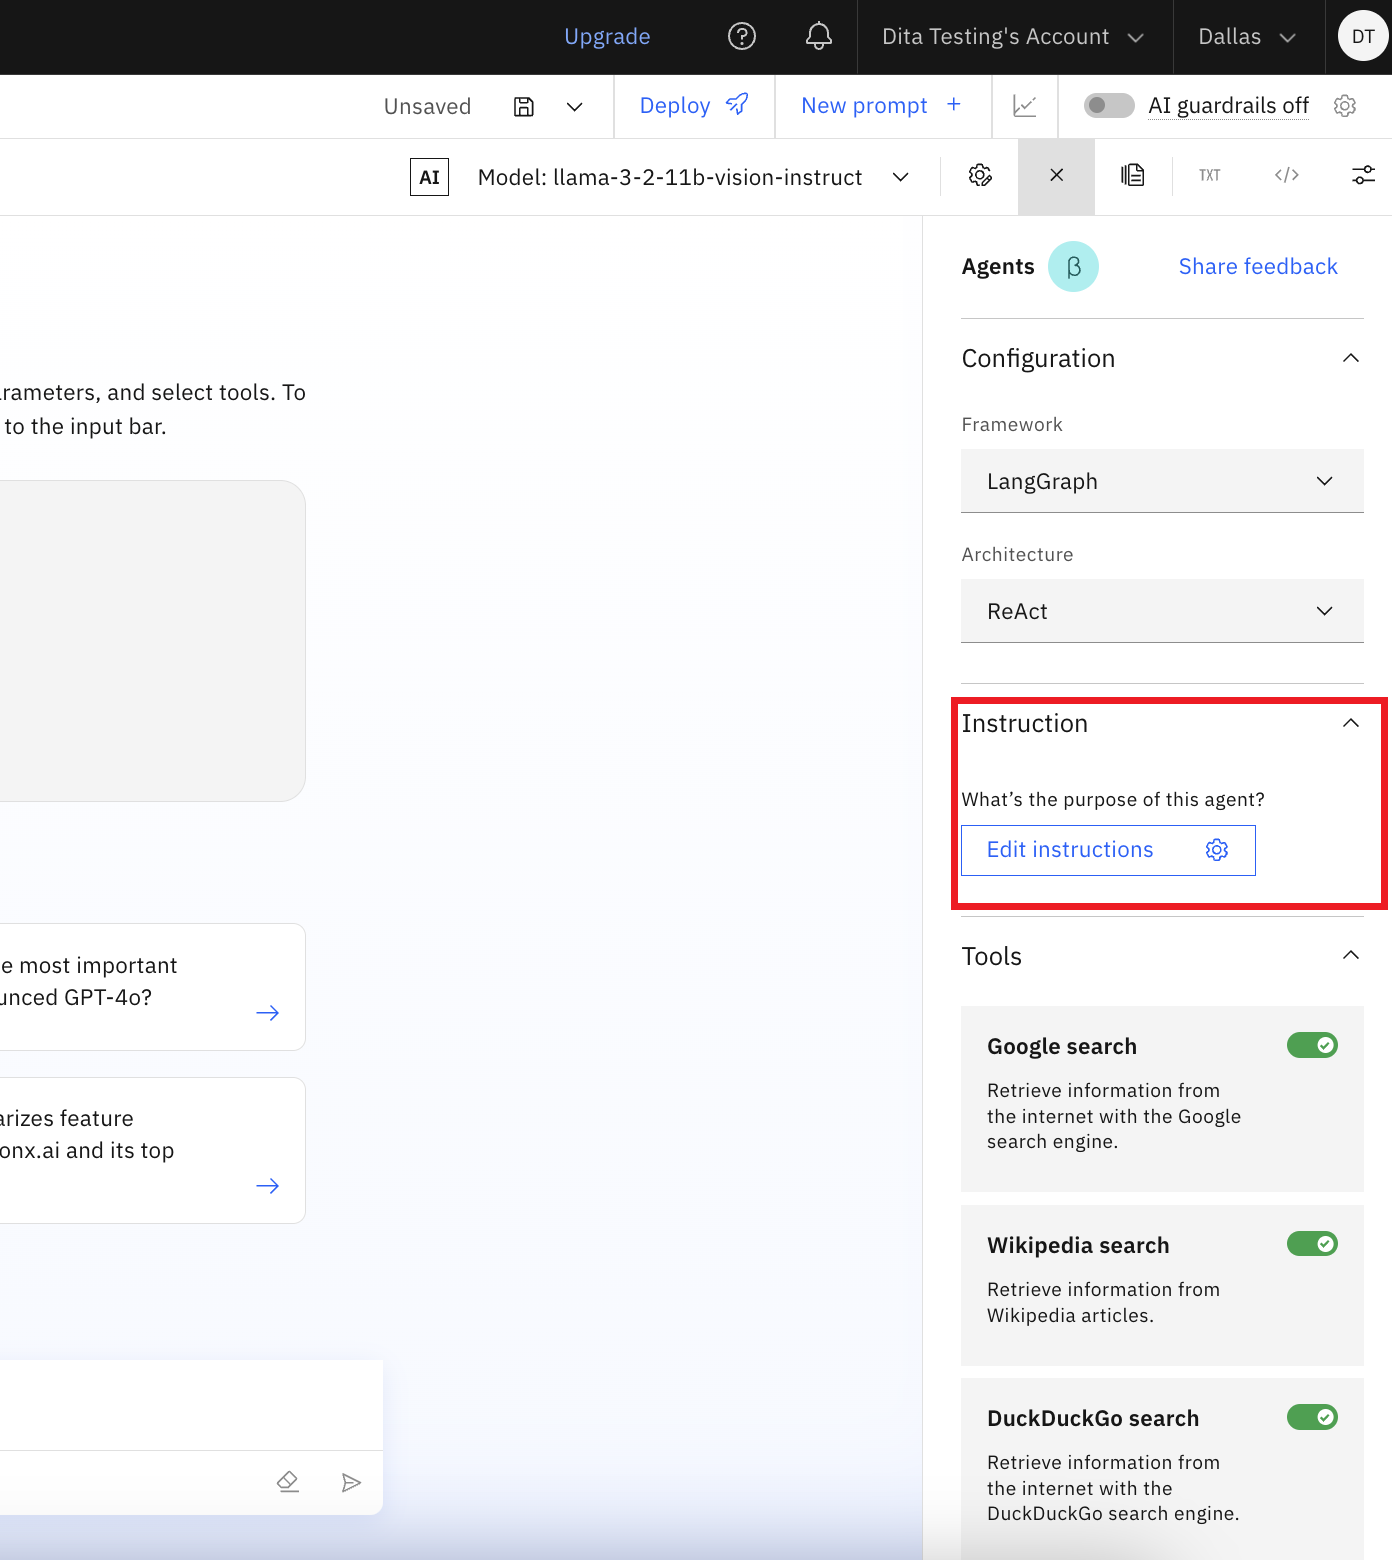 Upgrade
Dita Testing's Account
Dallas
DT
Unsaved
Deploy
New prompt +
AI guardrails off
AI
Model: llama-3-2-11b-vision-instruct
TXT
</>
Agents β
Share feedback
Configuration
Framework
LangGraph
Architecture
ReAct
rameters, and select tools. To
to the input bar.
Instruction
What’s the purpose of this agent?
Edit instructions
e most important
unced GPT-4o?
arizes feature
onx.ai and its top
Tools
Google search
Retrieve information from
the internet with the Google
search engine.
Wikipedia search
Retrieve information from
Wikipedia articles.
DuckDuckGo search
Retrieve information from
the internet with the
DuckDuckGo search engine.